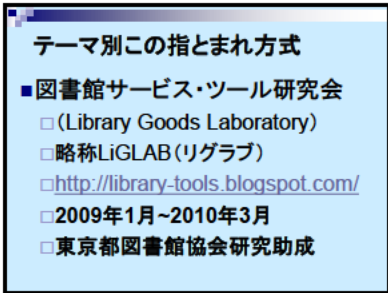 テーマ別この指とまれ方式
■図書館サービス・ツール研究会
□(Library Goods Laboratory)
□略称LiGLAB(リグラブ)
□http://library-tools.blogspot.com/
□2009年1月~2010年3月
□東京都図書館協会研究助成